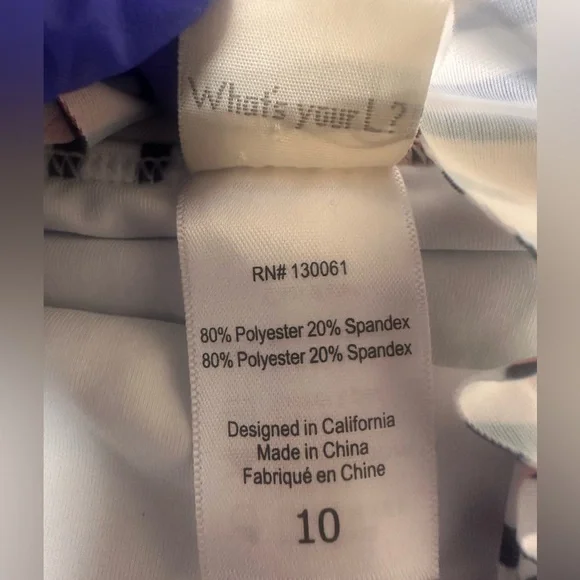 What's your L?
RN# 130061
80% Polyester 20% Spandex
80% Polyester 20% Spandex
Designed in California
Made in China
Fabriqué en Chine
10